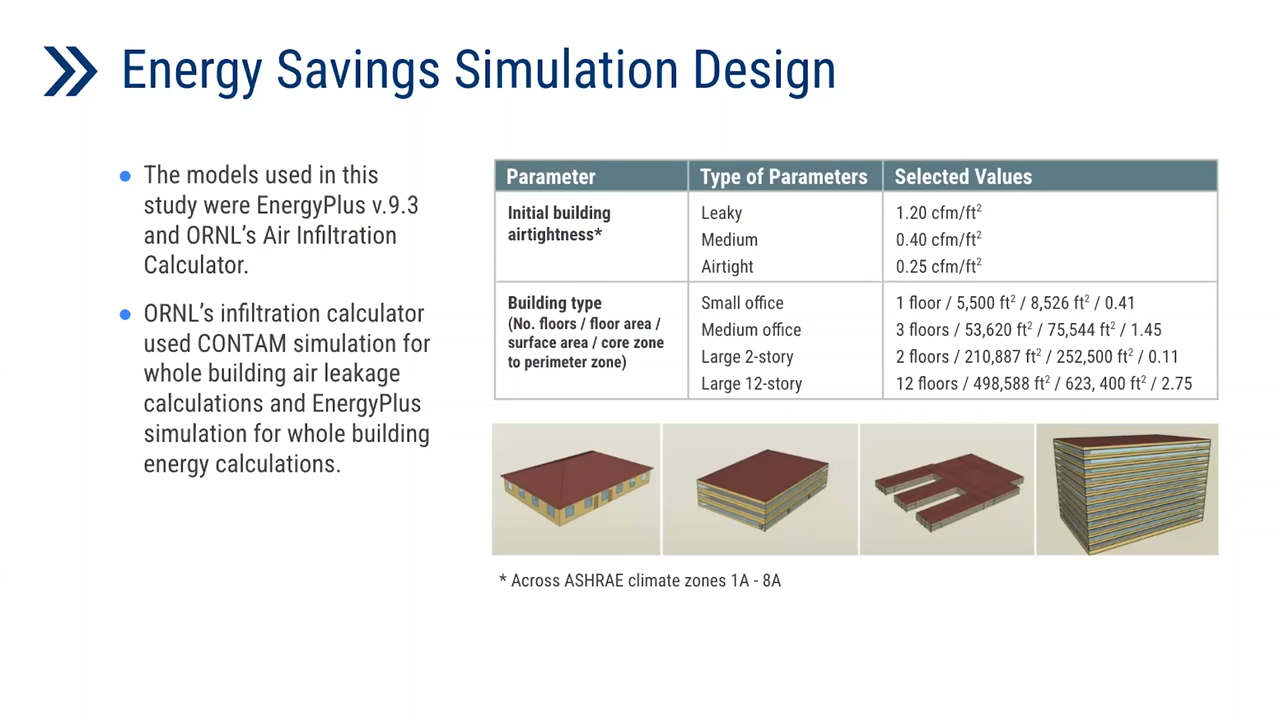 Energy Savings Simulation Design
The models used in this
study were EnergyPlus v.9.3
and ORNL's Air Infiltration
Calculator.
ORNL's infiltration calculator
used CONTAM simulation for
whole building air leakage
calculations and EnergyPlus
simulation for whole building
energy calculations.
Parameter Type of Parameters Selected Values
Initial building airtightness*
Leaky 1.20 cfm/ft²
Medium 0.40 cfm/ft²
Airtight 0.25 cfm/ft²
Building type
(No. floors / floor area /
surface area / core zone
to perimeter zone)
Small office 1 floor / 5,500 ft² / 8,526 ft² / 0.41
Medium office 3 floors / 53,620 ft² / 75,544 ft² / 1.45
Large 2-story 2 floors / 210,887 ft² / 252,500 ft² / 0.11
Large 12-story 12 floors / 498,588 ft² / 623, 400 ft² / 2.75
* Across ASHRAE climate zones 1A - 8A